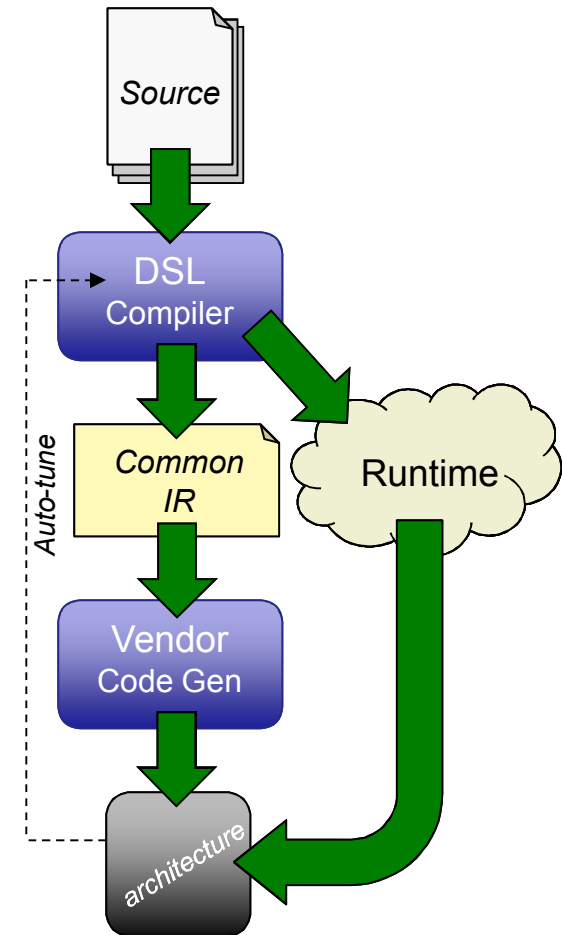 Source
DSL
Compiler
Auto-tune
Common
IR
Runtime
Vendor
Code Gen
architecture